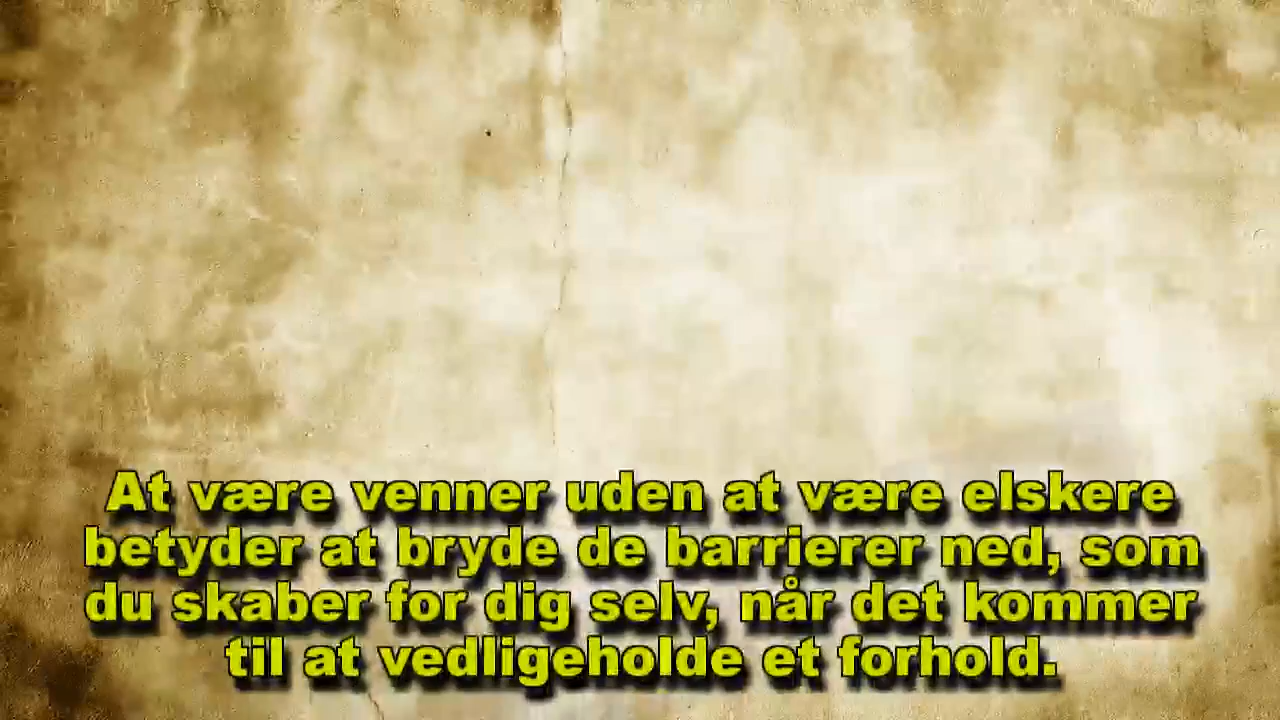 At være venner uden at være elskere
betyder at bryde de barrierer ned, som
du skaber for dig selv, når det kommer
til at vedligeholde et forhold.